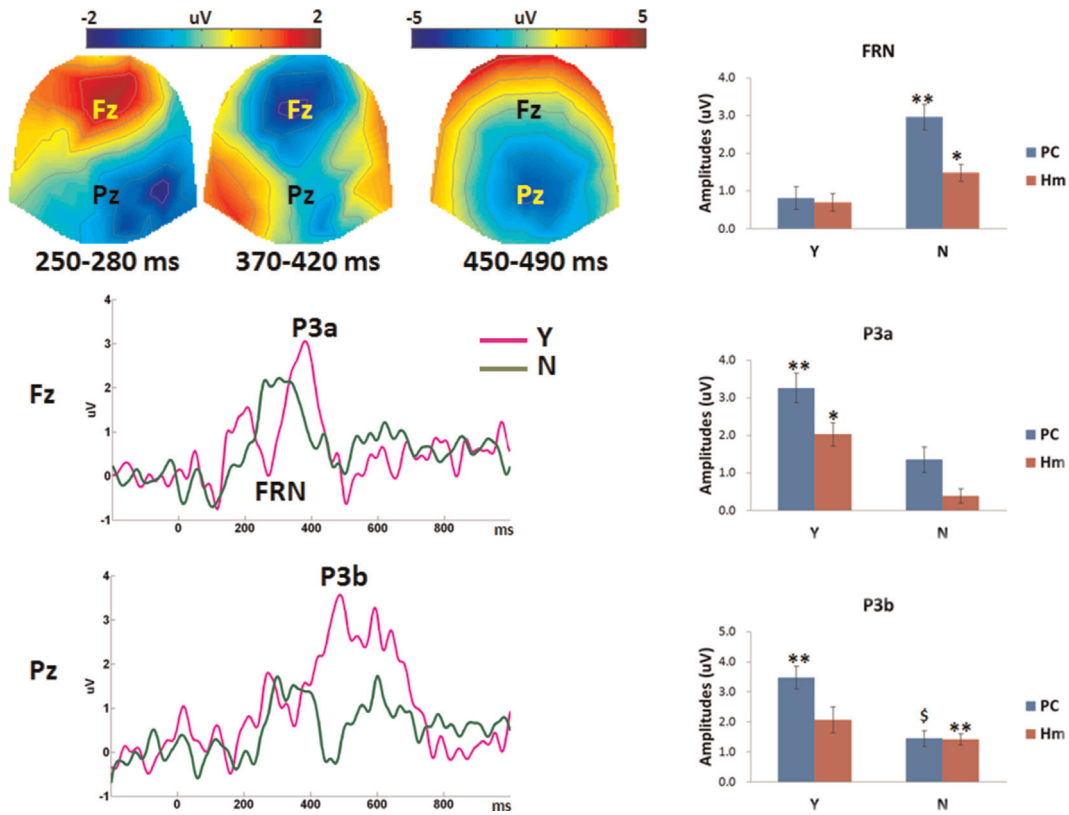 -2 uV 2
-5 uV 5
Fz
Pz
250-280 ms
Fz
Pz
370-420 ms
Fz
Pz
450-490 ms
FRN
Amplitudes (uV)
4.0
3.0
2.0
1.0
0.0
**
*
Y N
PC
Hm
Fz
uV
4
3
2
1
0
-1
P3a
FRN
Y
N
0 200 400 600 800 ms
P3a
Amplitudes (uV)
4.0
3.0
2.0
1.0
0.0
**
*
Y N
PC
Hm
Pz
uV
4
3
2
1
0
-1
P3b
0 200 400 600 800 ms
P3b
Amplitudes (uV)
5.0
4.0
3.0
2.0
1.0
0.0
**
$
**
Y N
PC
Hm